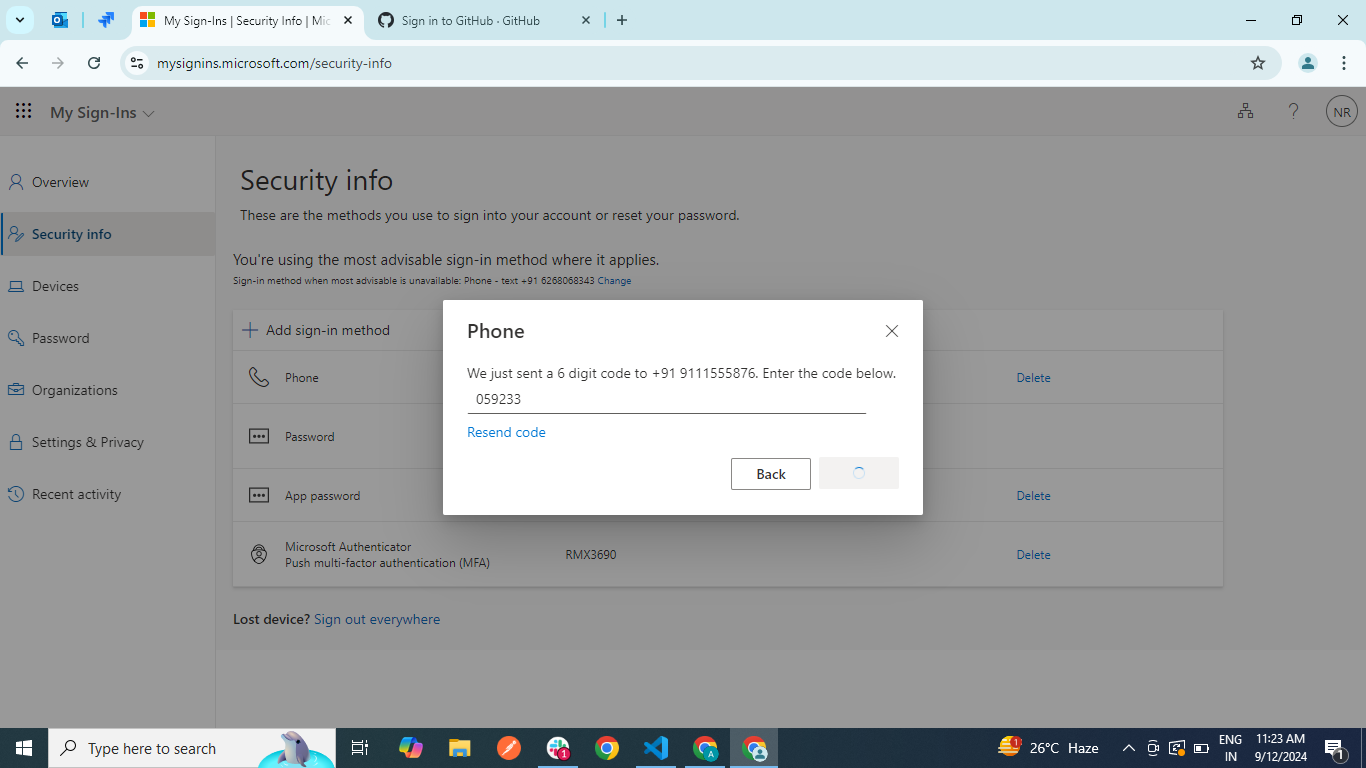 My Sign-Ins | Security Info | Mic
Sign in to GitHub · GitHub
mysignins.microsoft.com/security-info
My Sign-Ins
NR
Overview
Security info
Devices
Password
Organizations
Settings & Privacy
Recent activity
Security info
These are the methods you use to sign into your account or reset your password.
You're using the most advisable sign-in method where it applies.
Sign-in method when most advisable is unavailable: Phone - text +91 6268068343 Change
Add sign-in method
Phone
Delete
Password
App password
Delete
Microsoft Authenticator
Push multi-factor authentication (MFA)
RMX3690
Delete
Lost device? Sign out everywhere
Phone
We just sent a 6 digit code to +91 9111555876. Enter the code below.
059233
Resend code
Back
Type here to search
1
A
1
26°C Haze
ENG
IN
11:23 AM
9/12/2024
1